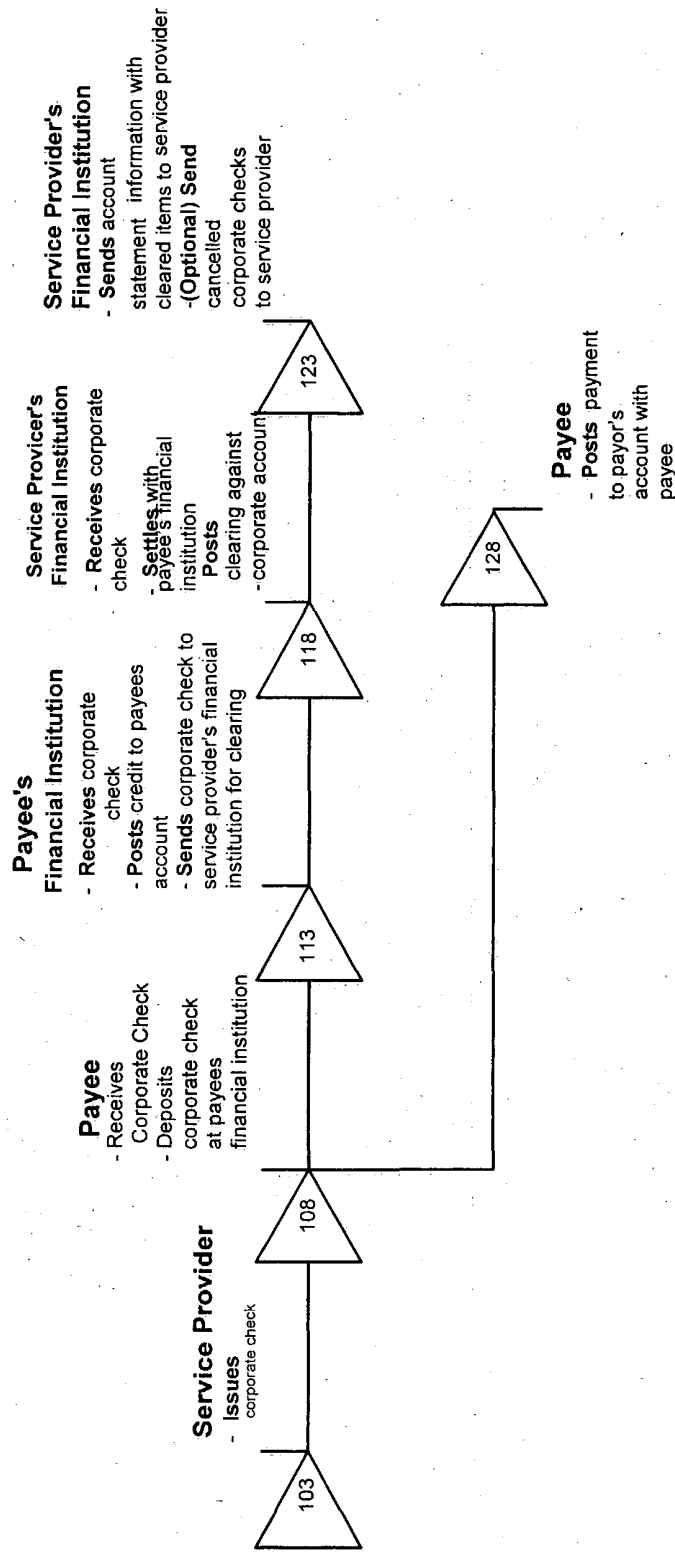 103
Service Provider
- Issues
corporate check
108
Payee
- Receives
Corporate Check
- Deposits
corporate check
at payees
financial institution
113
Payee's
Financial Institution
- Receives corporate
check
- Posts credit to payees
account
- Sends corporate check to
service provider's financial
institution for clearing
118
Service Provicer's
Financial Institution
- Receives corporate
check
- Settles with
payee's financial
institution
Posts
clearing against
-corporate account
123
Service Provider's
Financial Institution
- Sends account
statement information with
cleared items to service provider
-(Optional) Send
cancelled
corporate checks
to service provider
128
Payee
- Posts payment
to payor's
account with
payee